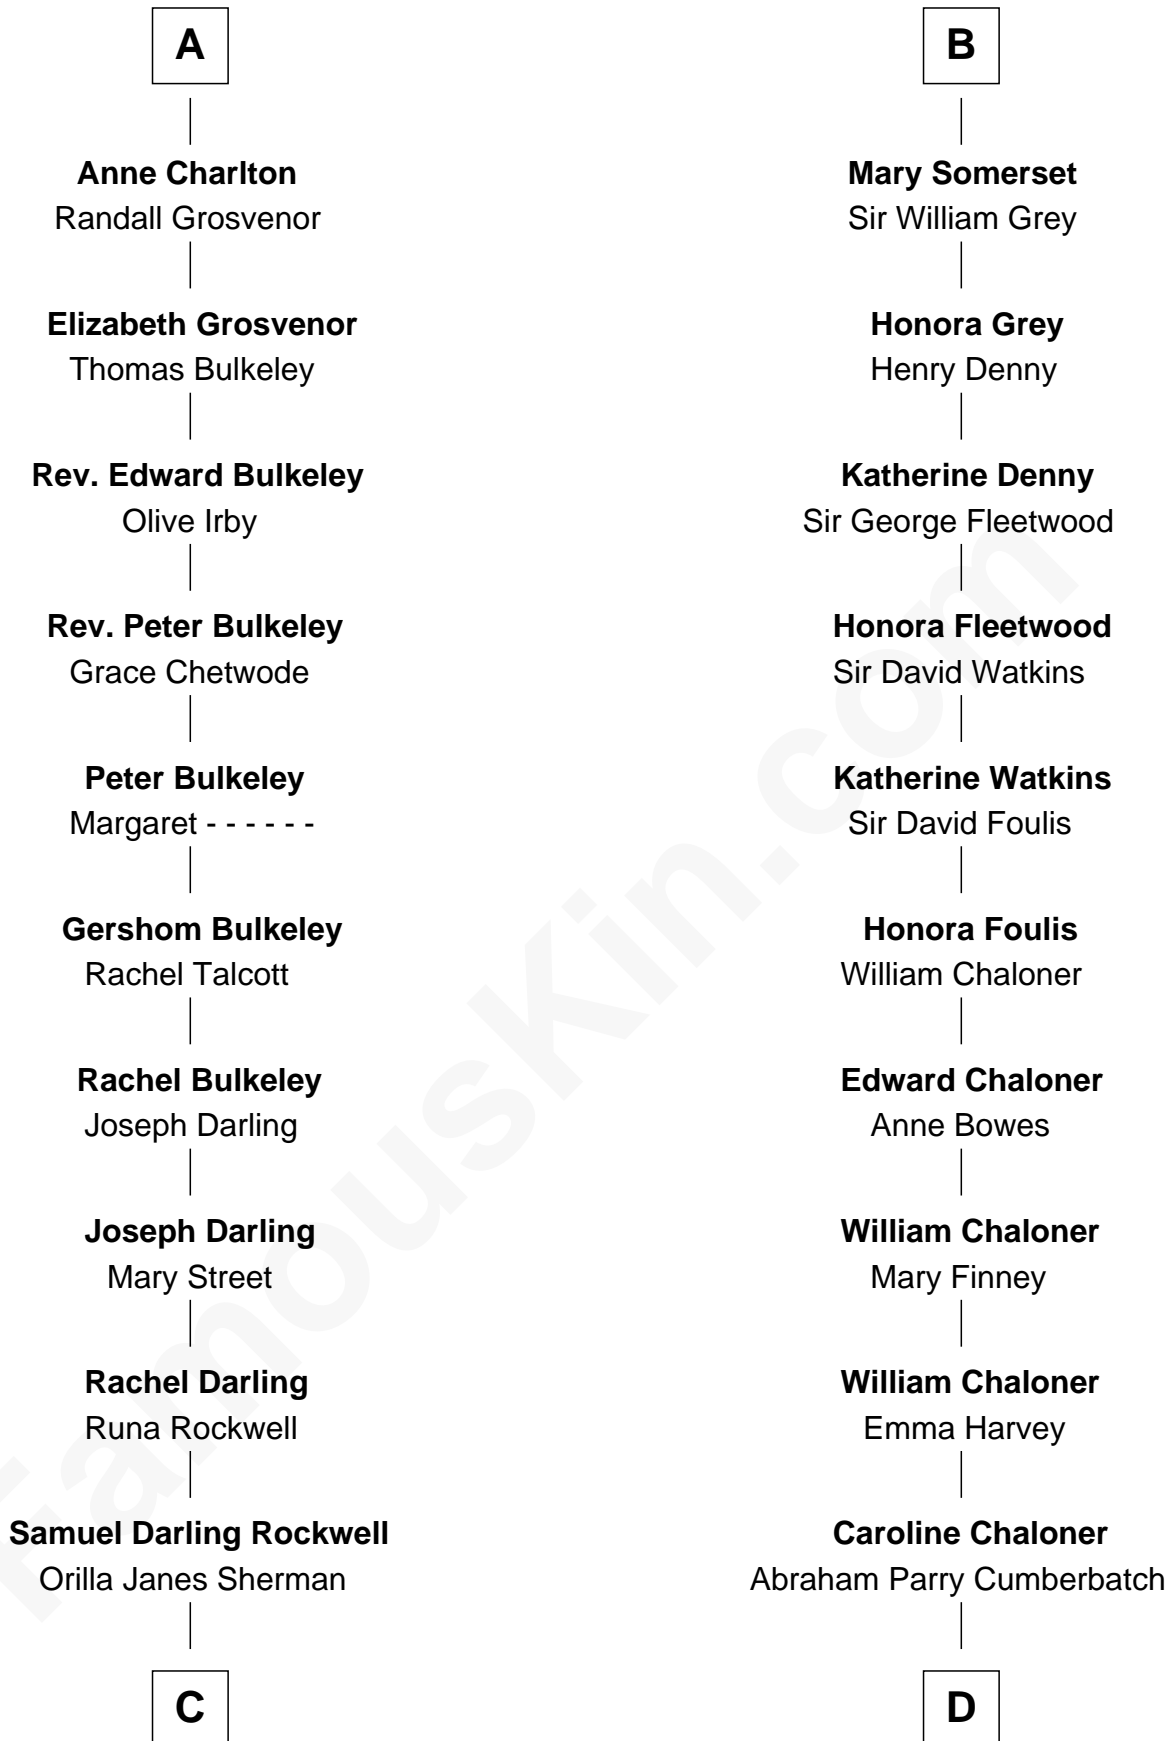 A
Anne Charlton
Randall Grosvenor
Elizabeth Grosvenor
Thomas Bulkeley
Rev. Edward Bulkeley
Olive Irby
Rev. Peter Bulkeley
Grace Chetwode
Peter Bulkeley
Margaret - - - - - -
Gershom Bulkeley
Rachel Talcott
Rachel Bulkeley
Joseph Darling
Joseph Darling
Mary Street
Rachel Darling
Runa Rockwell
Samuel Darling Rockwell
Orilla Janes Sherman
C
B
Mary Somerset
Sir William Grey
Honora Grey
Henry Denny
Katherine Denny
Sir George Fleetwood
Honora Fleetwood
Sir David Watkins
Katherine Watkins
Sir David Foulis
Honora Foulis
William Chaloner
Edward Chaloner
Anne Bowes
William Chaloner
Mary Finney
William Chaloner
Emma Harvey
Caroline Chaloner
Abraham Parry Cumberbatch
D
FamousKin.com